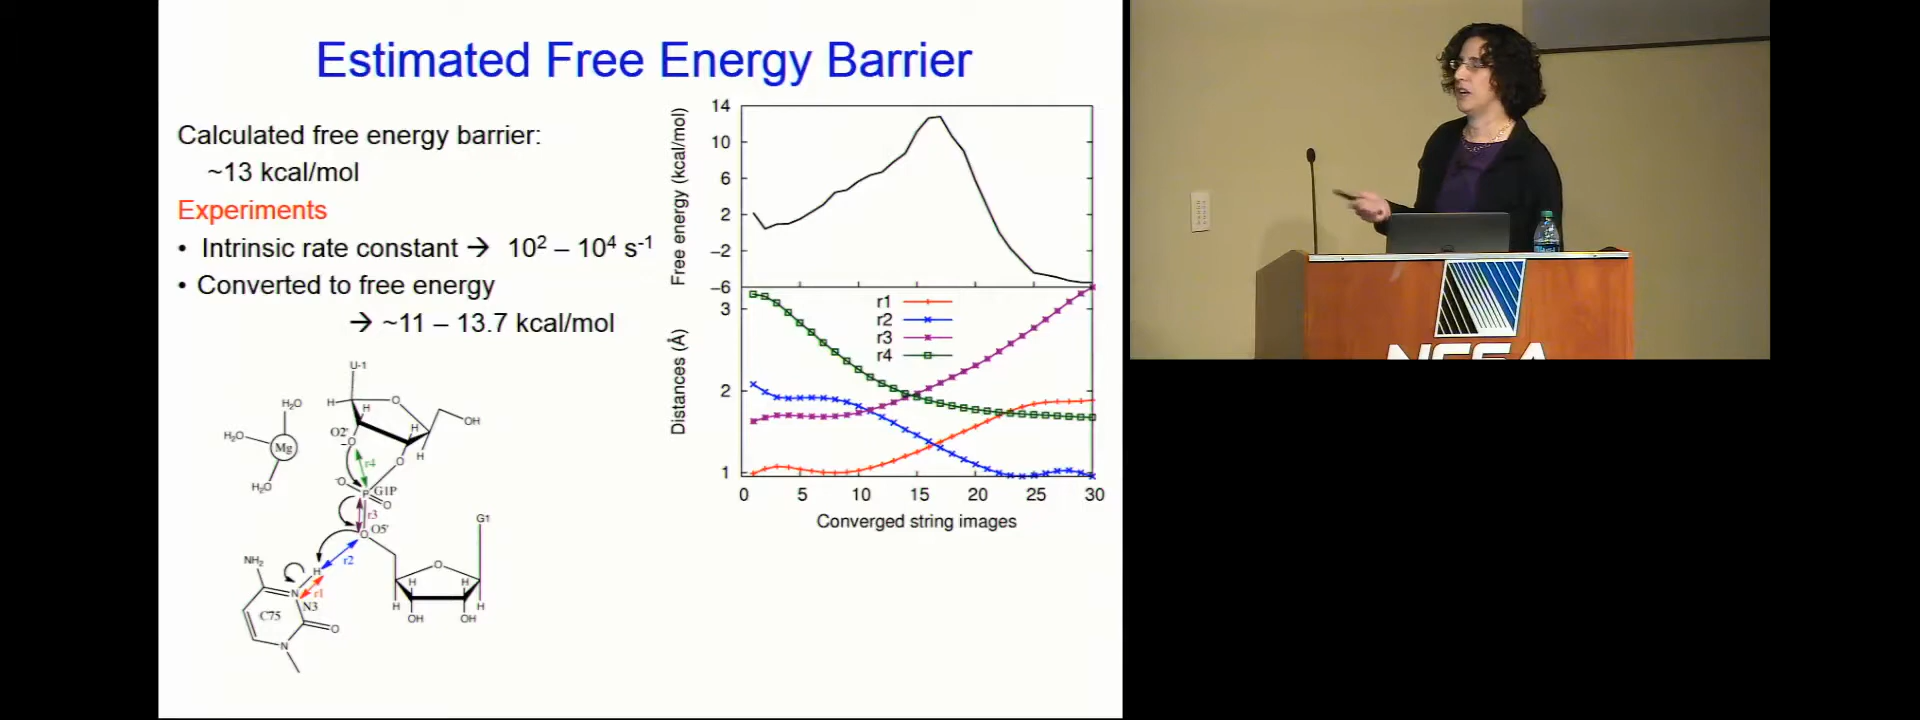 Estimated Free Energy Barrier
Calculated free energy barrier:
~13 kcal/mol
Experiments
• Intrinsic rate constant → 10² – 10⁴ s⁻¹
• Converted to free energy
→ ~11 – 13.7 kcal/mol
Free energy (kcal/mol)
14
10
6
2
−2
−6
Distances (Å)
3
2
1
r1
r2
r3
r4
0 5 10 15 20 25 30
Converged string images
U-1
H
H
O
OH
H₂O
H₂O
Mg
H₂O
O2'
−O
H
H
O
r4
⁻O
P
G1P
O
r3
O
O5'
G1
r2
NH₂
H
N
r1
N3
C75
O
N
O
H
H
H
H
OH
OH
NCSA